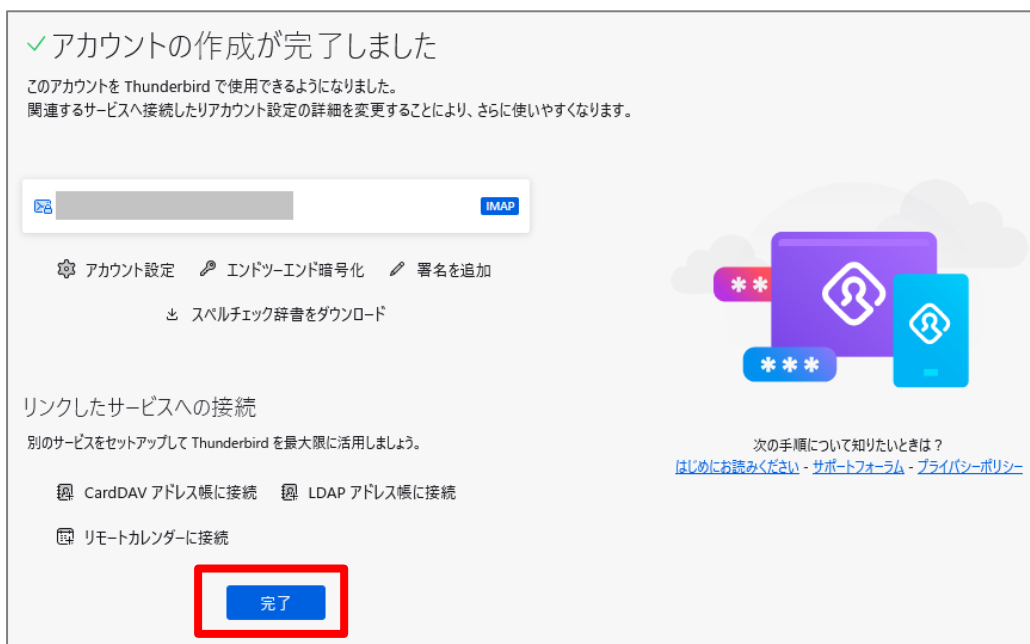 アカウントの作成が完了しました
このアカウントを Thunderbird で使用できるようになりました。
関連するサービスへ接続したりアカウント設定の詳細を変更することにより、さらに使いやすくなります。
IMAP
アカウント設定 エンドツーエンド暗号化 署名を追加
スペルチェック辞書をダウンロード
リンクしたサービスへの接続
別のサービスをセットアップして Thunderbird を最大限に活用しましょう。
CardDAV アドレス帳に接続 LDAP アドレス帳に接続
リモートカレンダーに接続
完了
** 
***
次の手順について知りたいときは？
はじめにお読みください - サポートフォーラム - プライバシーポリシー